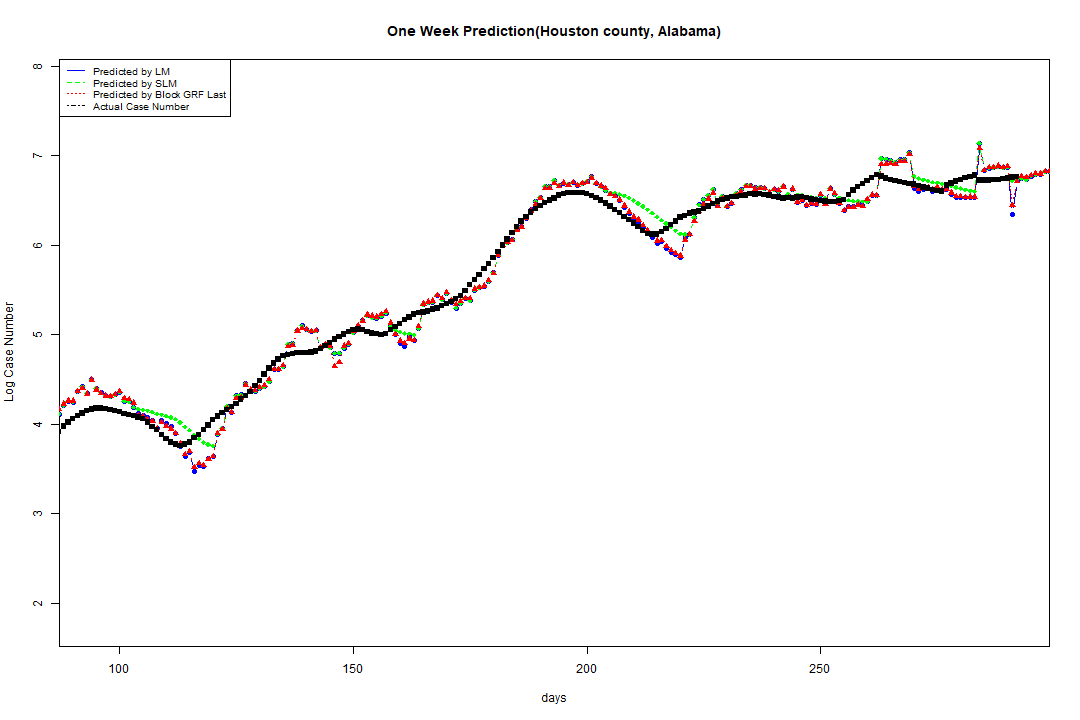 One Week Prediction(Houston county, Alabama)
Predicted by LM
Predicted by SLM
Predicted by Block GRF Last
Actual Case Number
8
7
6
5
4
3
2
Log Case Number
100 150 200 250
days